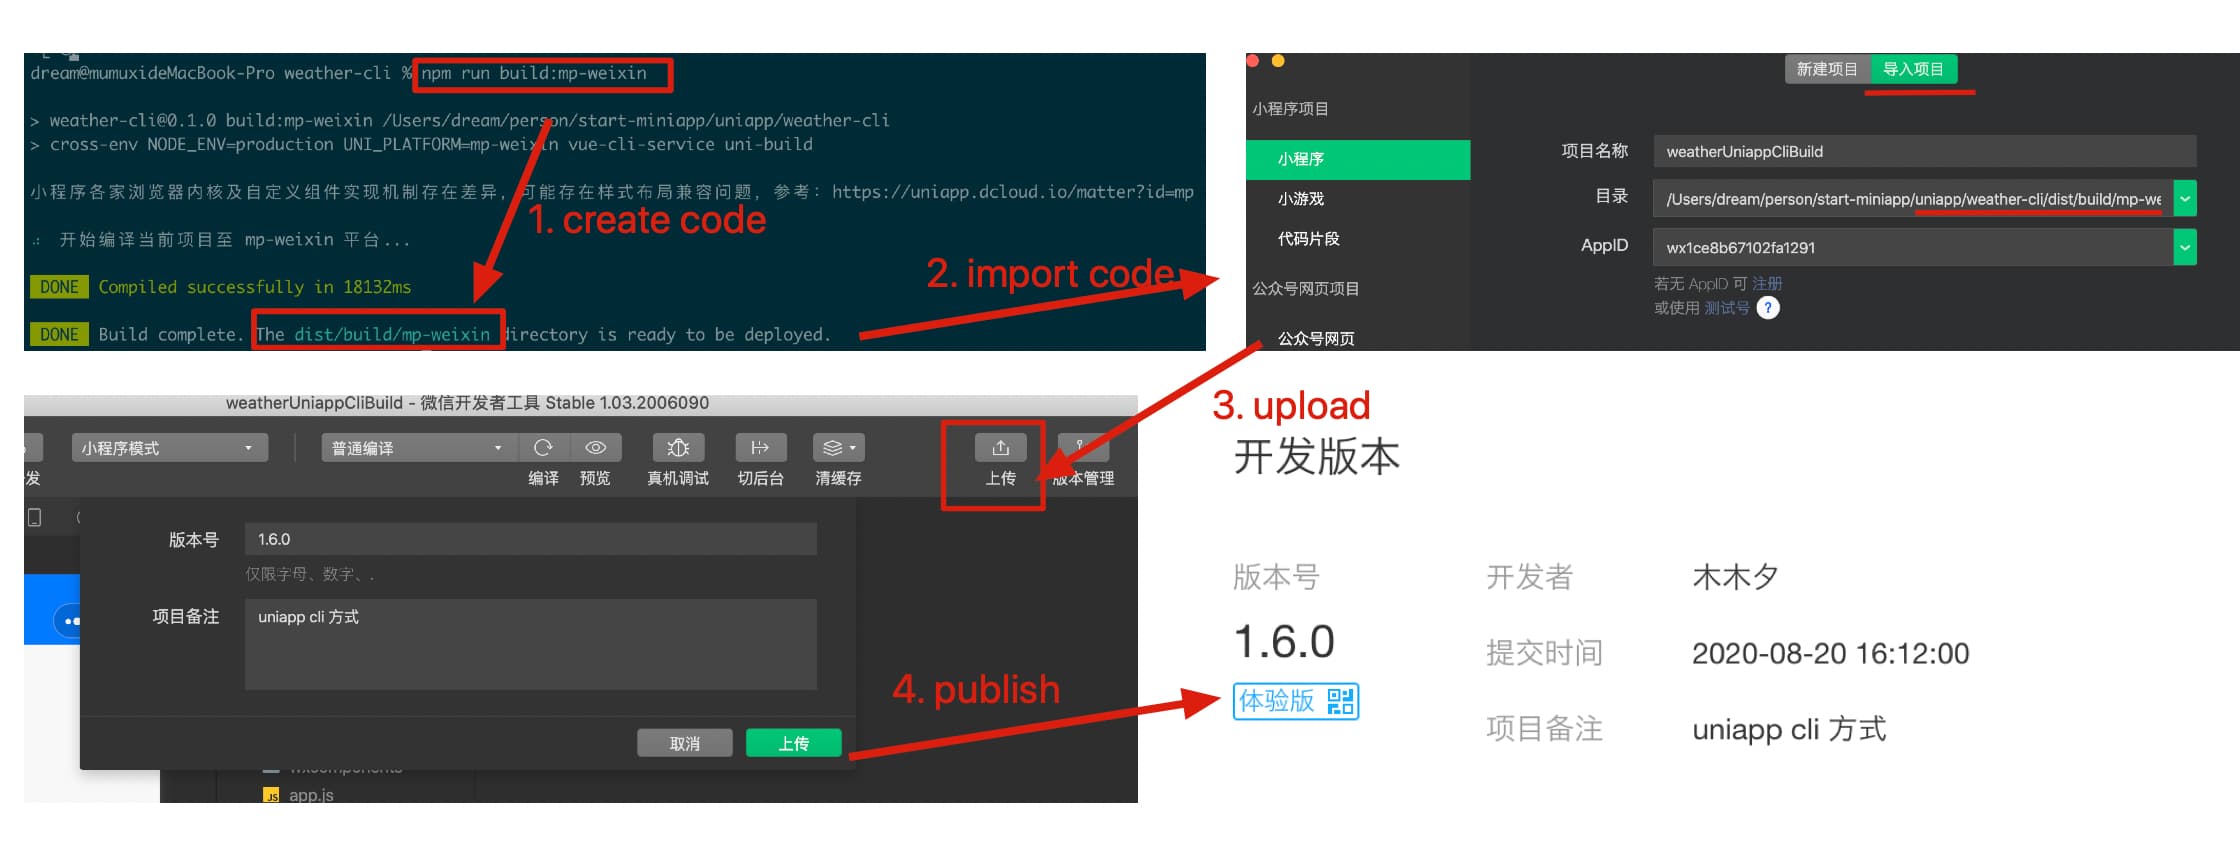 dream@mumuxideMacBook-Pro weather-cli % npm run build:mp-weixin
> weather-cli@0.1.0 build:mp-weixin /Users/dream/person/start-miniapp/uniapp/weather-cli
> cross-env NODE_ENV=production UNI_PLATFORM=mp-weixin vue-cli-service uni-build
小程序各家浏览器内核及自定义组件实现机制存在差异，可能存在样式布局兼容问题，参考：https://uniapp.dcloud.io/matter?id=mp
1. create code
开始编译当前项目至 mp-weixin 平台...
DONE Compiled successfully in 18132ms
DONE Build complete. The dist/build/mp-weixin directory is ready to be deployed.
2. import code
新建项目 导入项目
小程序项目
小程序
小游戏
代码片段
公众号网页项目
公众号网页
项目名称 weatherUniappCliBuild
目录 /Users/dream/person/start-miniapp/uniapp/weather-cli/dist/build/mp-we
AppID wx1ce8b67102fa1291
若无 AppID 可 注册
或使用 测试号 ?
3. upload
weatherUniappCliBuild - 微信开发者工具 Stable 1.03.2006090
小程序模式 普通编译
发 编译 预览 真机调试 切后台 清缓存 上传 版本管理
版本号 1.6.0
仅限字母、数字、.
项目备注 uniapp cli 方式
取消 上传
wxcomponents
JS app.js
4. publish
开发版本
版本号
1.6.0
体验版
开发者 木木夕
提交时间 2020-08-20 16:12:00
项目备注 uniapp cli 方式